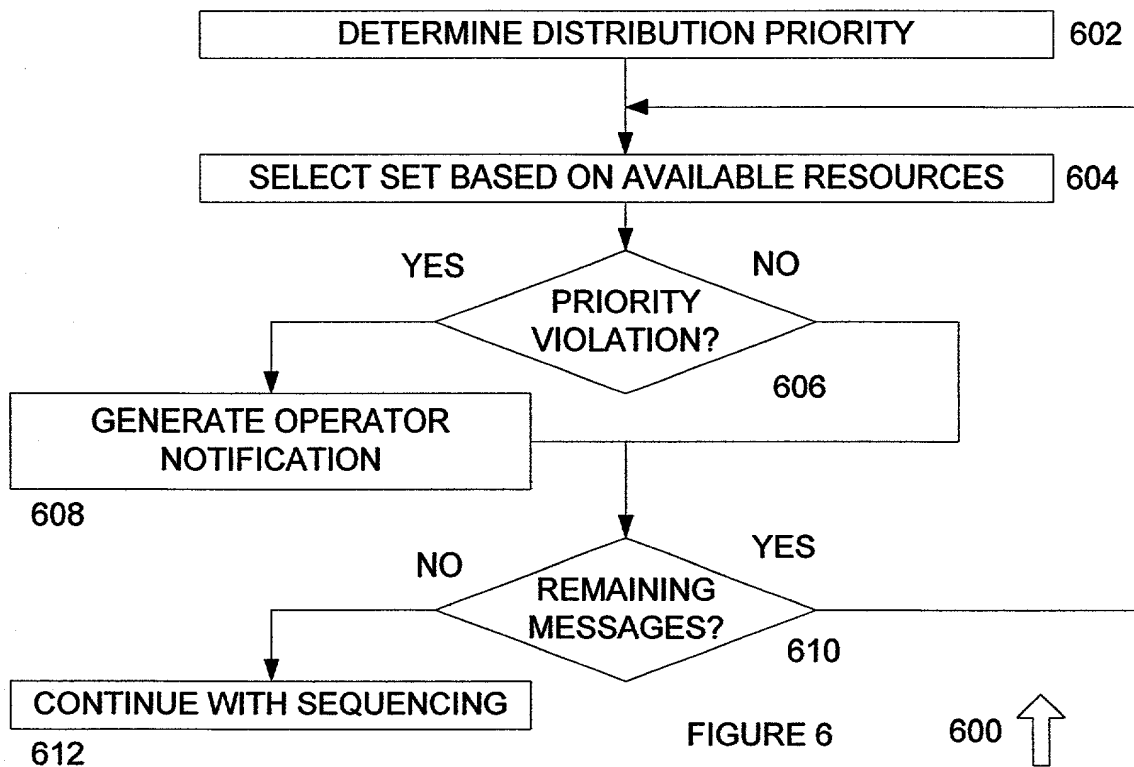 DETERMINE DISTRIBUTION PRIORITY 602
SELECT SET BASED ON AVAILABLE RESOURCES 604
YES NO
PRIORITY
VIOLATION?
606
GENERATE OPERATOR
NOTIFICATION
608
NO YES
REMAINING
MESSAGES?
610
CONTINUE WITH SEQUENCING
612
FIGURE 6 600